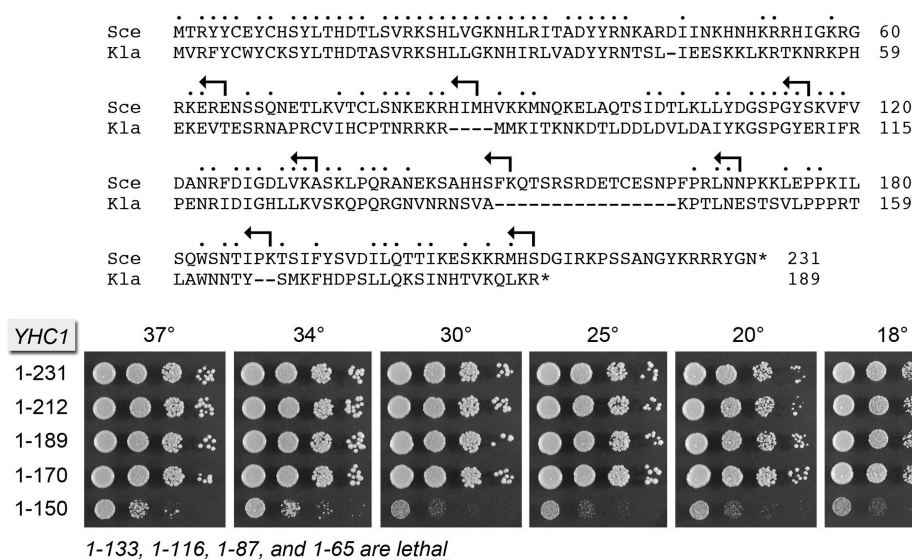 Sce MTRYYCEYCHSYLTHDTLSVRKSHLVGKNHLRITADYYRNKARDIINKHNHKRRHIGKRG 60
Kla MVRFYCWYCKSYLTHDTASVRKSHLLGKNHIRLVADYYRNTSL-IEESKKLKRTKNRKPH 59
Sce RKERENSSQNETLKVTCLSNKEKRHIMHVKKMNQKELAQTSIDTLKLLYDGSPGYSKVFV 120
Kla EKEVTESRNAPRCVIHCPTNRRKR----MMKITKNKDTLDDLDVLDAIYKGSPGYERIFR 115
Sce DANRFDIGDLVKASKLPQRANEKSAHHSFKQTSRSRDETCESNPFPRLNNPKKLEPPKIL 180
Kla PENRIDIGHLLKVSKQPQRGNVNRNSVA----------------KPTLNESTSVLPPPRT 159
Sce SQWSNTIPKTSIFYSVDILQTTIKESKKRMHSDGIRKPSSANGYKRRRYGN* 231
Kla LAWNNTY--SMKFHDPSLLQKSINHTVKQLKR* 189
YHC1 37° 34° 30° 25° 20° 18°
1-231
1-212
1-189
1-170
1-150
1-133, 1-116, 1-87, and 1-65 are lethal